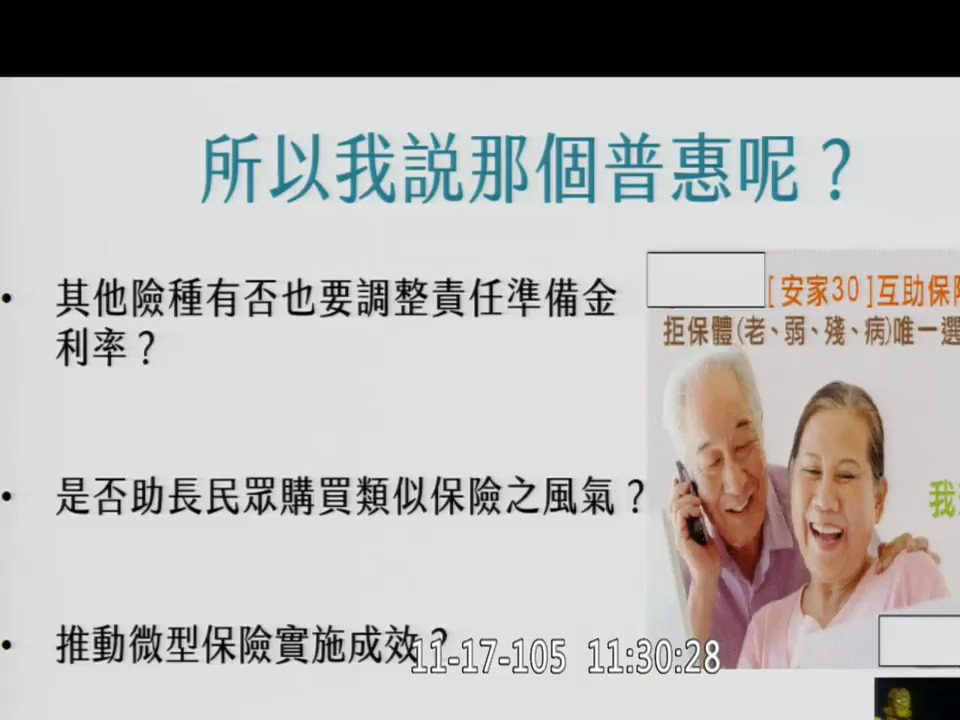 所以我說那個普惠呢？
• 其他險種有否也要調整責任準備金
利率？
• 是否助長民眾購買類似保險之風氣？
• 推動微型保險實施成效？
[安家30]互助保險
拒保體(老、弱、殘、病)唯一選
我
11-17-105 11:30:28